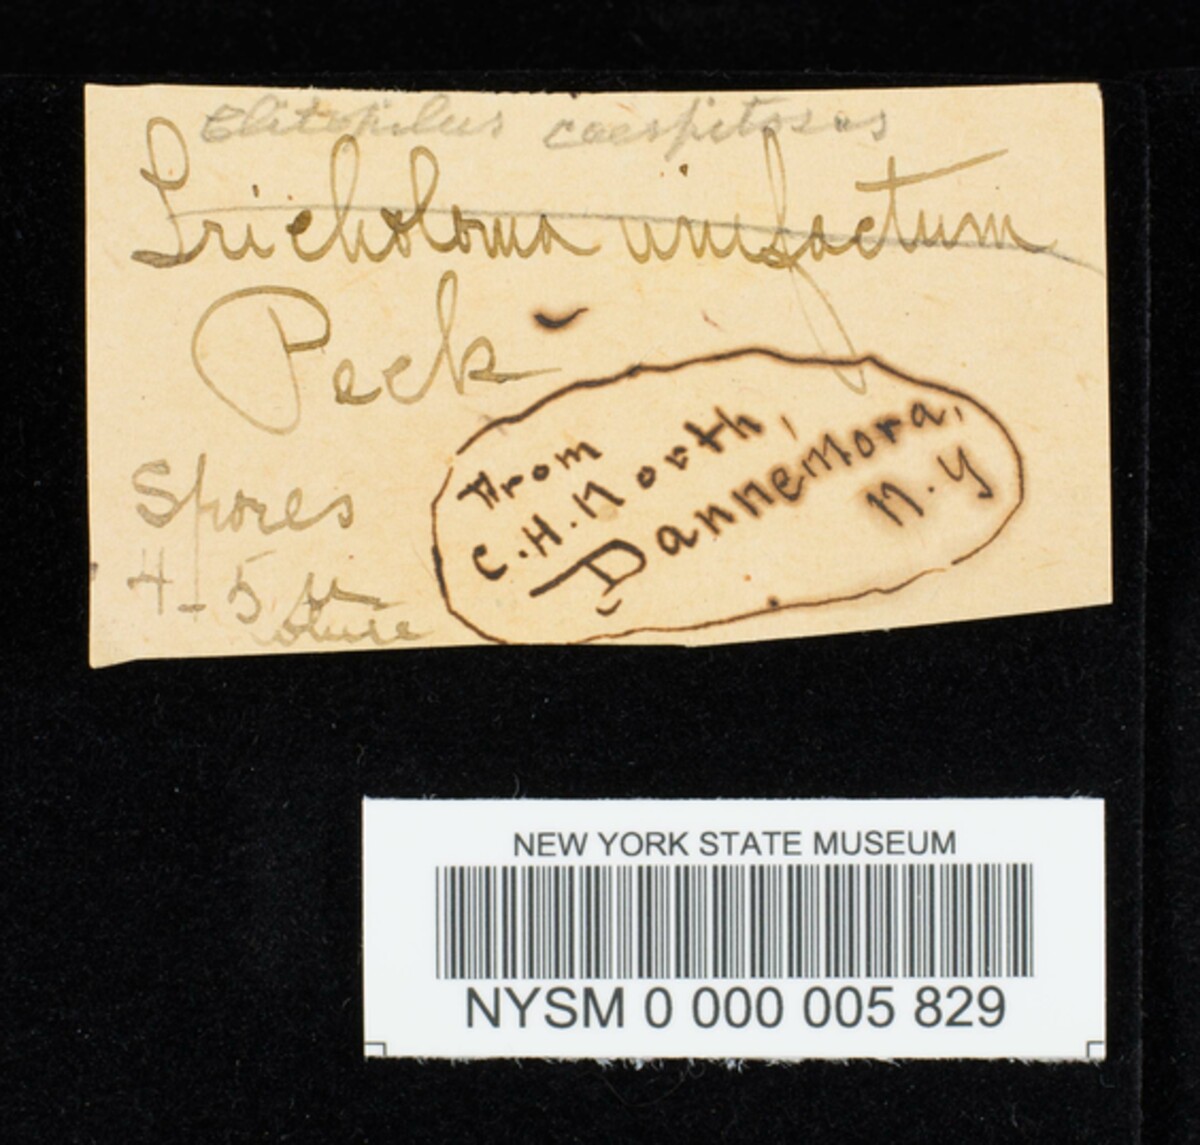 Clitopilus caespitosus
Tricholoma unifactum
Peck
Spores
4-5 µ
From
C.H. North,
Dannemora,
N.Y
NEW YORK STATE MUSEUM
NYSM 0 000 005 829